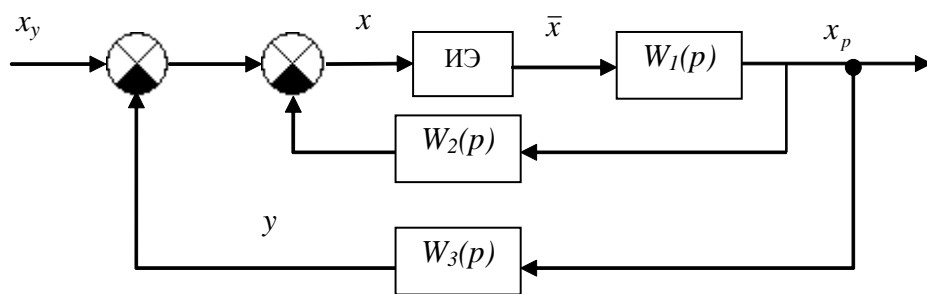 x_y
x
ИЭ
x̅
W_1(p)
x_p
W_2(p)
y
W_3(p)